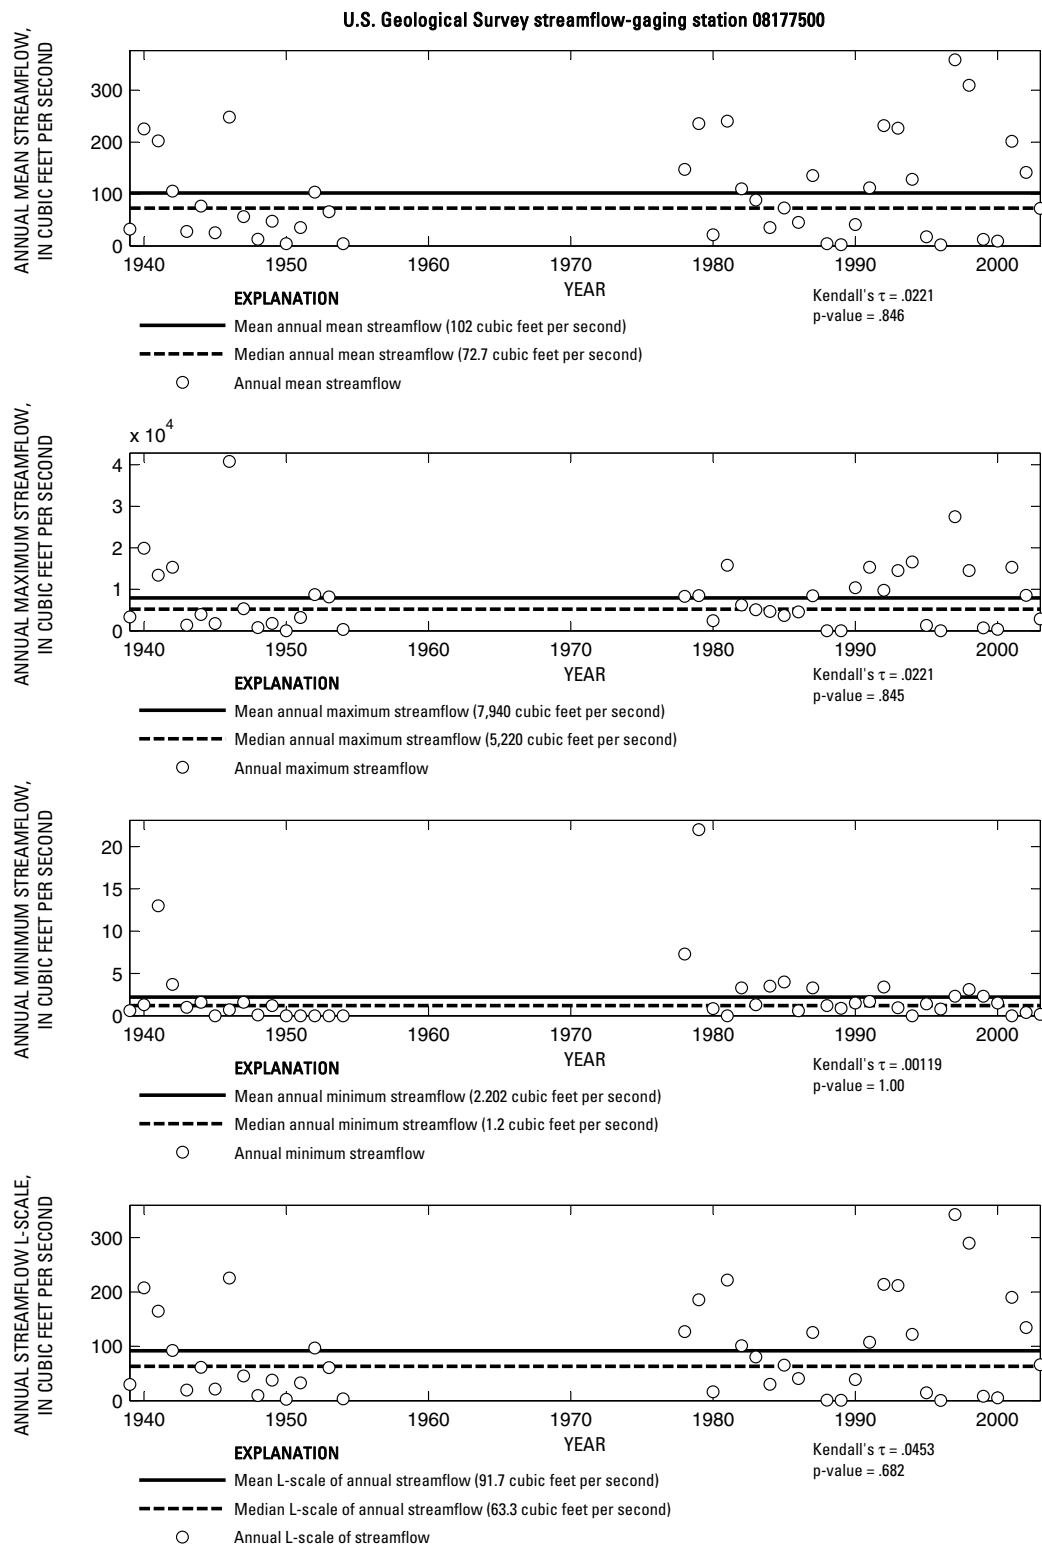 U.S. Geological Survey streamflow-gaging station 08177500
ANNUAL MEAN STREAMFLOW,
IN CUBIC FEET PER SECOND
300
200
100
0
1940 1950 1960 1970 1980 1990 2000
YEAR
Kendall's τ = .0221
p-value = .846
EXPLANATION
Mean annual mean streamflow (102 cubic feet per second)
Median annual mean streamflow (72.7 cubic feet per second)
Annual mean streamflow
ANNUAL MAXIMUM STREAMFLOW,
IN CUBIC FEET PER SECOND
x 10^4
4
3
2
1
0
1940 1950 1960 1970 1980 1990 2000
YEAR
Kendall's τ = .0221
p-value = .845
EXPLANATION
Mean annual maximum streamflow (7,940 cubic feet per second)
Median annual maximum streamflow (5,220 cubic feet per second)
Annual maximum streamflow
ANNUAL MINIMUM STREAMFLOW,
IN CUBIC FEET PER SECOND
20
15
10
5
0
1940 1950 1960 1970 1980 1990 2000
YEAR
Kendall's τ = .00119
p-value = 1.00
EXPLANATION
Mean annual minimum streamflow (2.202 cubic feet per second)
Median annual minimum streamflow (1.2 cubic feet per second)
Annual minimum streamflow
ANNUAL STREAMFLOW L-SCALE,
IN CUBIC FEET PER SECOND
300
200
100
0
1940 1950 1960 1970 1980 1990 2000
YEAR
Kendall's τ = .0453
p-value = .682
EXPLANATION
Mean L-scale of annual streamflow (91.7 cubic feet per second)
Median L-scale of annual streamflow (63.3 cubic feet per second)
Annual L-scale of streamflow